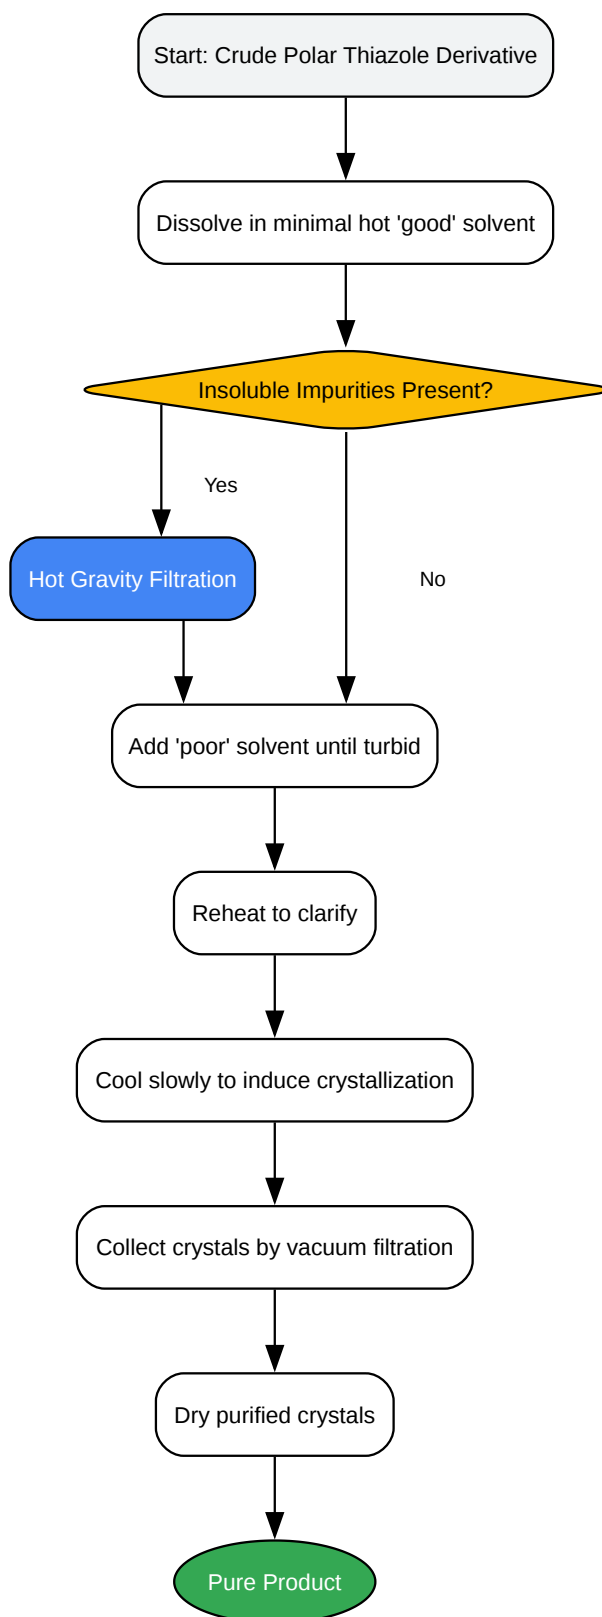 Start: Crude Polar Thiazole Derivative
Dissolve in minimal hot 'good' solvent
Insoluble Impurities Present?
Yes
Hot Gravity Filtration
No
Add 'poor' solvent until turbid
Reheat to clarify
Cool slowly to induce crystallization
Collect crystals by vacuum filtration
Dry purified crystals
Pure Product